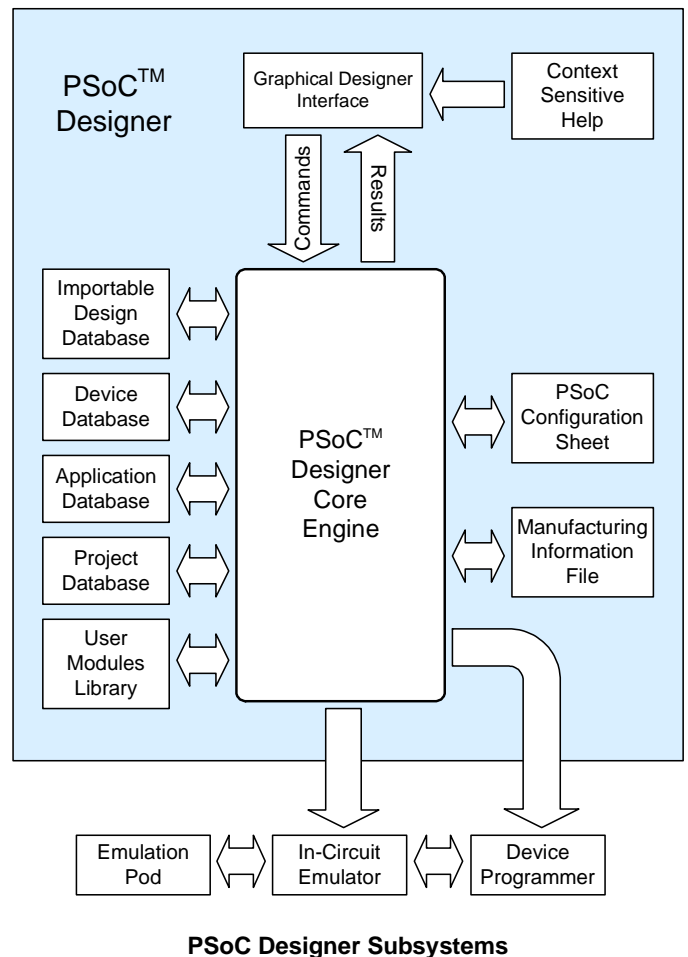 PSoC™
Designer
Graphical Designer
Interface
Context
Sensitive
Help
Commands
Results
Importable
Design
Database
Device
Database
Application
Database
Project
Database
User
Modules
Library
PSoC™
Designer
Core
Engine
PSoC
Configuration
Sheet
Manufacturing
Information
File
Emulation
Pod
In-Circuit
Emulator
Device
Programmer
PSoC Designer Subsystems